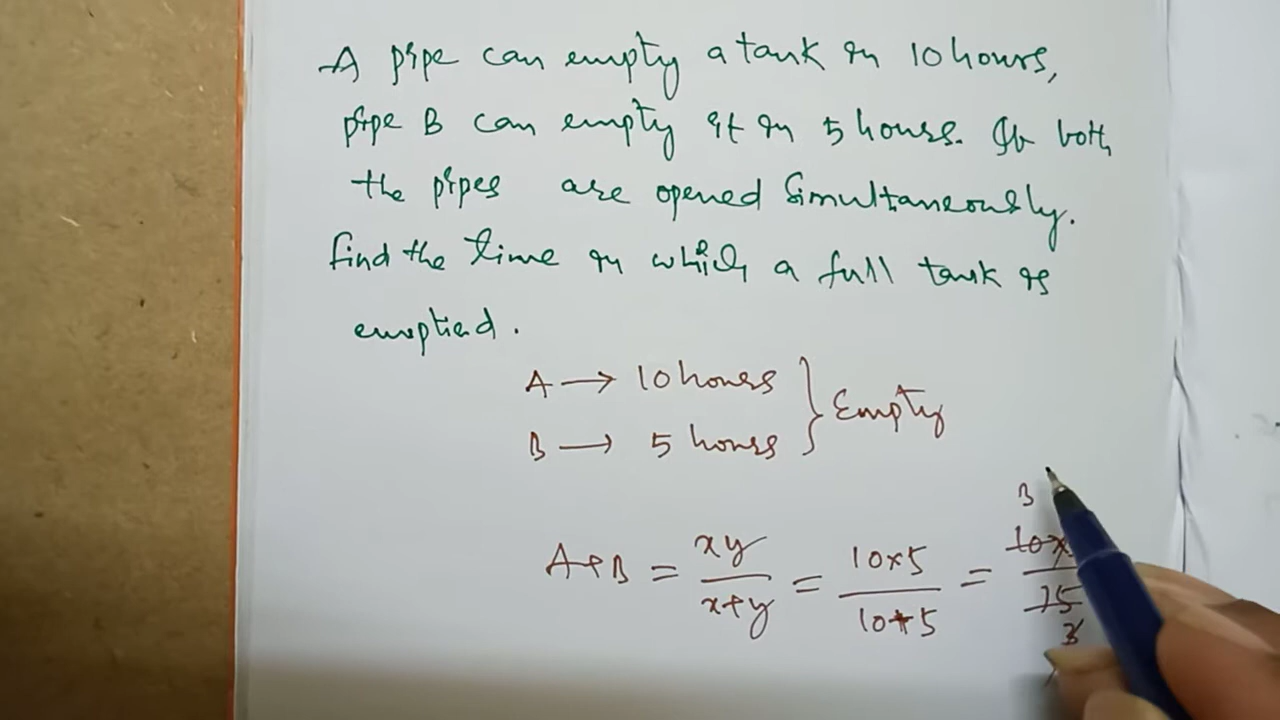 A pipe can empty a tank in 10 hours,
pipe B can empty it in 5 hours. If both
the pipes are opened simultaneously.
find the time in which a full tank is
emptied.
A → 10 hours } Empty
B → 5 hours
A+B = xy/x+y = 10×5/10+5 = 10×/15
3